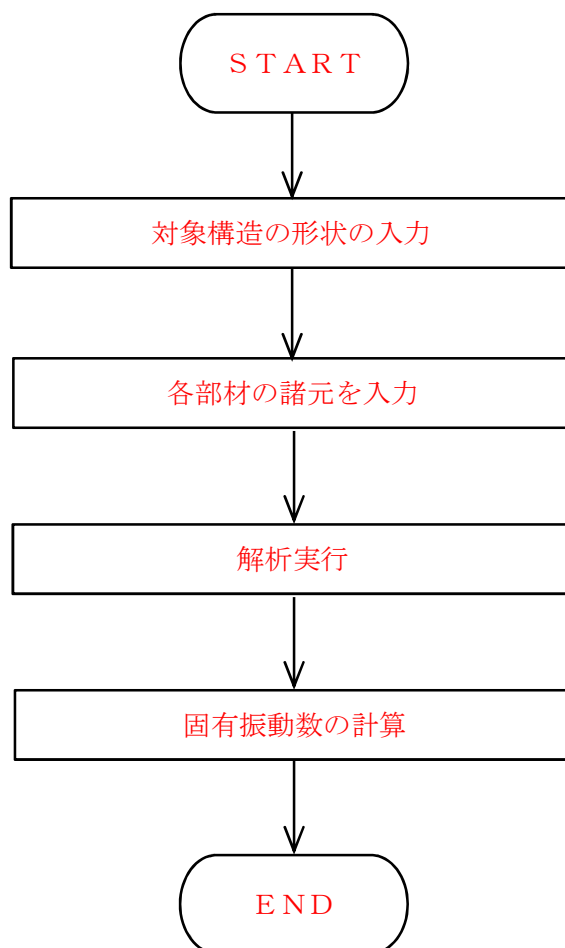 ＳＴＡＲＴ
対象構造の形状の入力
各部材の諸元を入力
解析実行
固有振動数の計算
ＥＮＤ